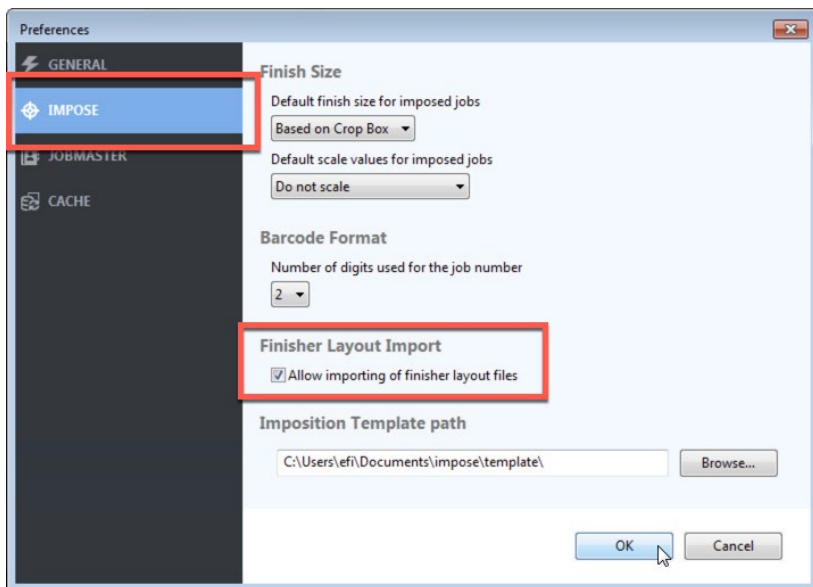 Preferences
GENERAL
IMPOSE
JOBMASTER
CACHE
Finish Size
Default finish size for imposed jobs
Based on Crop Box
Default scale values for imposed jobs
Do not scale
Barcode Format
Number of digits used for the job number
2
Finisher Layout Import
Allow importing of finisher layout files
Imposition Template path
C:\Users\efi\Documents\impose\template\
Browse...
OK
Cancel